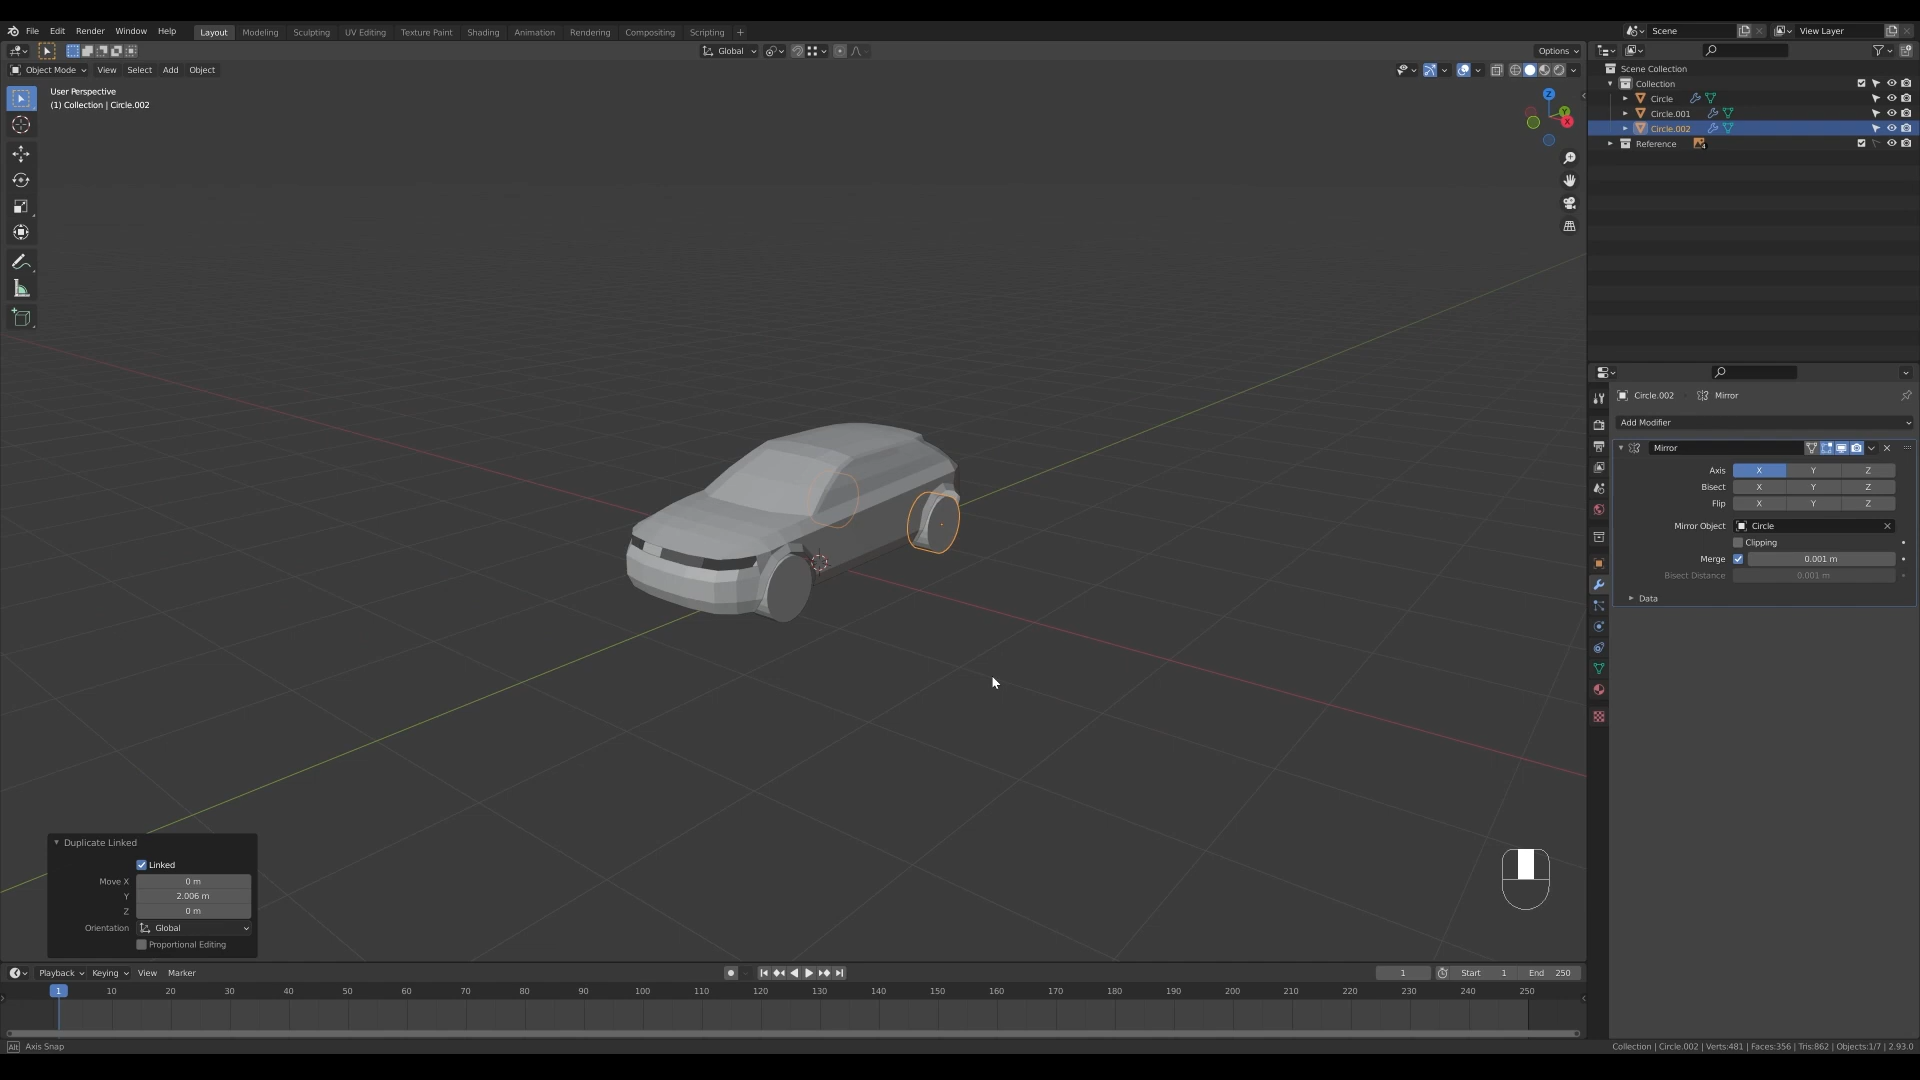 File Edit Render Window Help Layout Modeling Sculpting UV Editing Texture Paint Shading Animation Rendering Compositing Scripting + Scene View Layer
Global Options
Object Mode View Select Add Object
User Perspective
(1) Collection | Circle.002
Z
Y
X
Scene Collection
Collection
Circle
Circle.001
Circle.002
Reference
4
Circle.002 Mirror
Add Modifier
Mirror
Axis X Y Z
Bisect X Y Z
Flip X Y Z
Mirror Object Circle
Clipping
Merge 0.001 m
Bisect Distance 0.001 m
Data
Duplicate Linked
Linked
Move X 0 m
Y 2.006 m
Z 0 m
Orientation Global
Proportional Editing
Playback Keying View Marker 1 Start 1 End 250
1 10 20 30 40 50 60 70 80 90 100 110 120 130 140 150 160 170 180 190 200 210 220 230 240 250
Alt Axis Snap
Collection | Circle.002 | Verts:481 | Faces:356 | Tris:862 | Objects:1/7 | 2.93.0